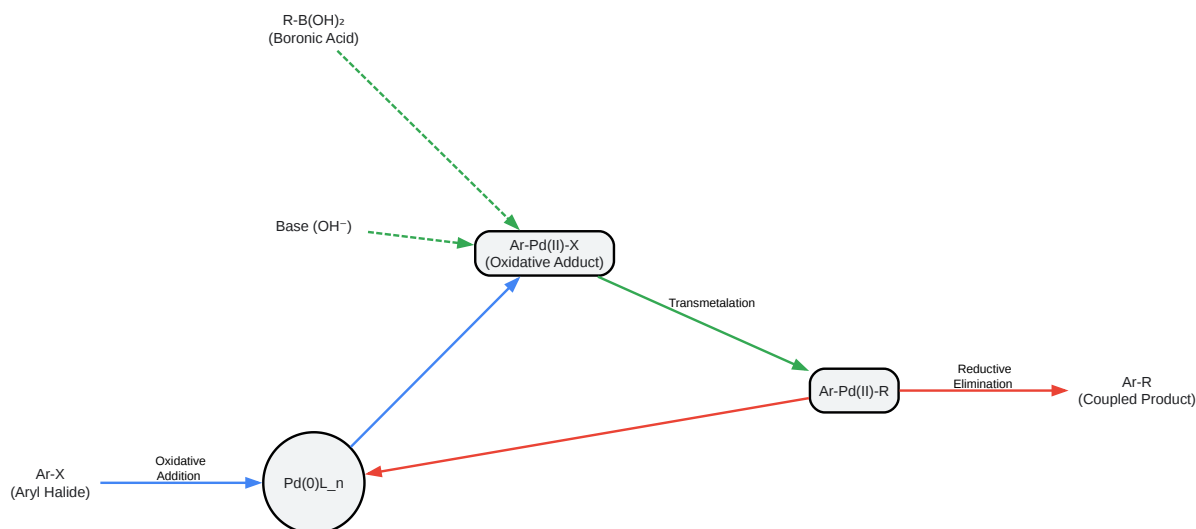 R-B(OH)₂
(Boronic Acid)
Base (OH⁻)
Ar-Pd(II)-X
(Oxidative Adduct)
Transmetalation
Reductive
Elimination
Ar-Pd(II)-R
Ar-R
(Coupled Product)
Oxidative
Addition
Ar-X
(Aryl Halide)
Pd(0)L_n